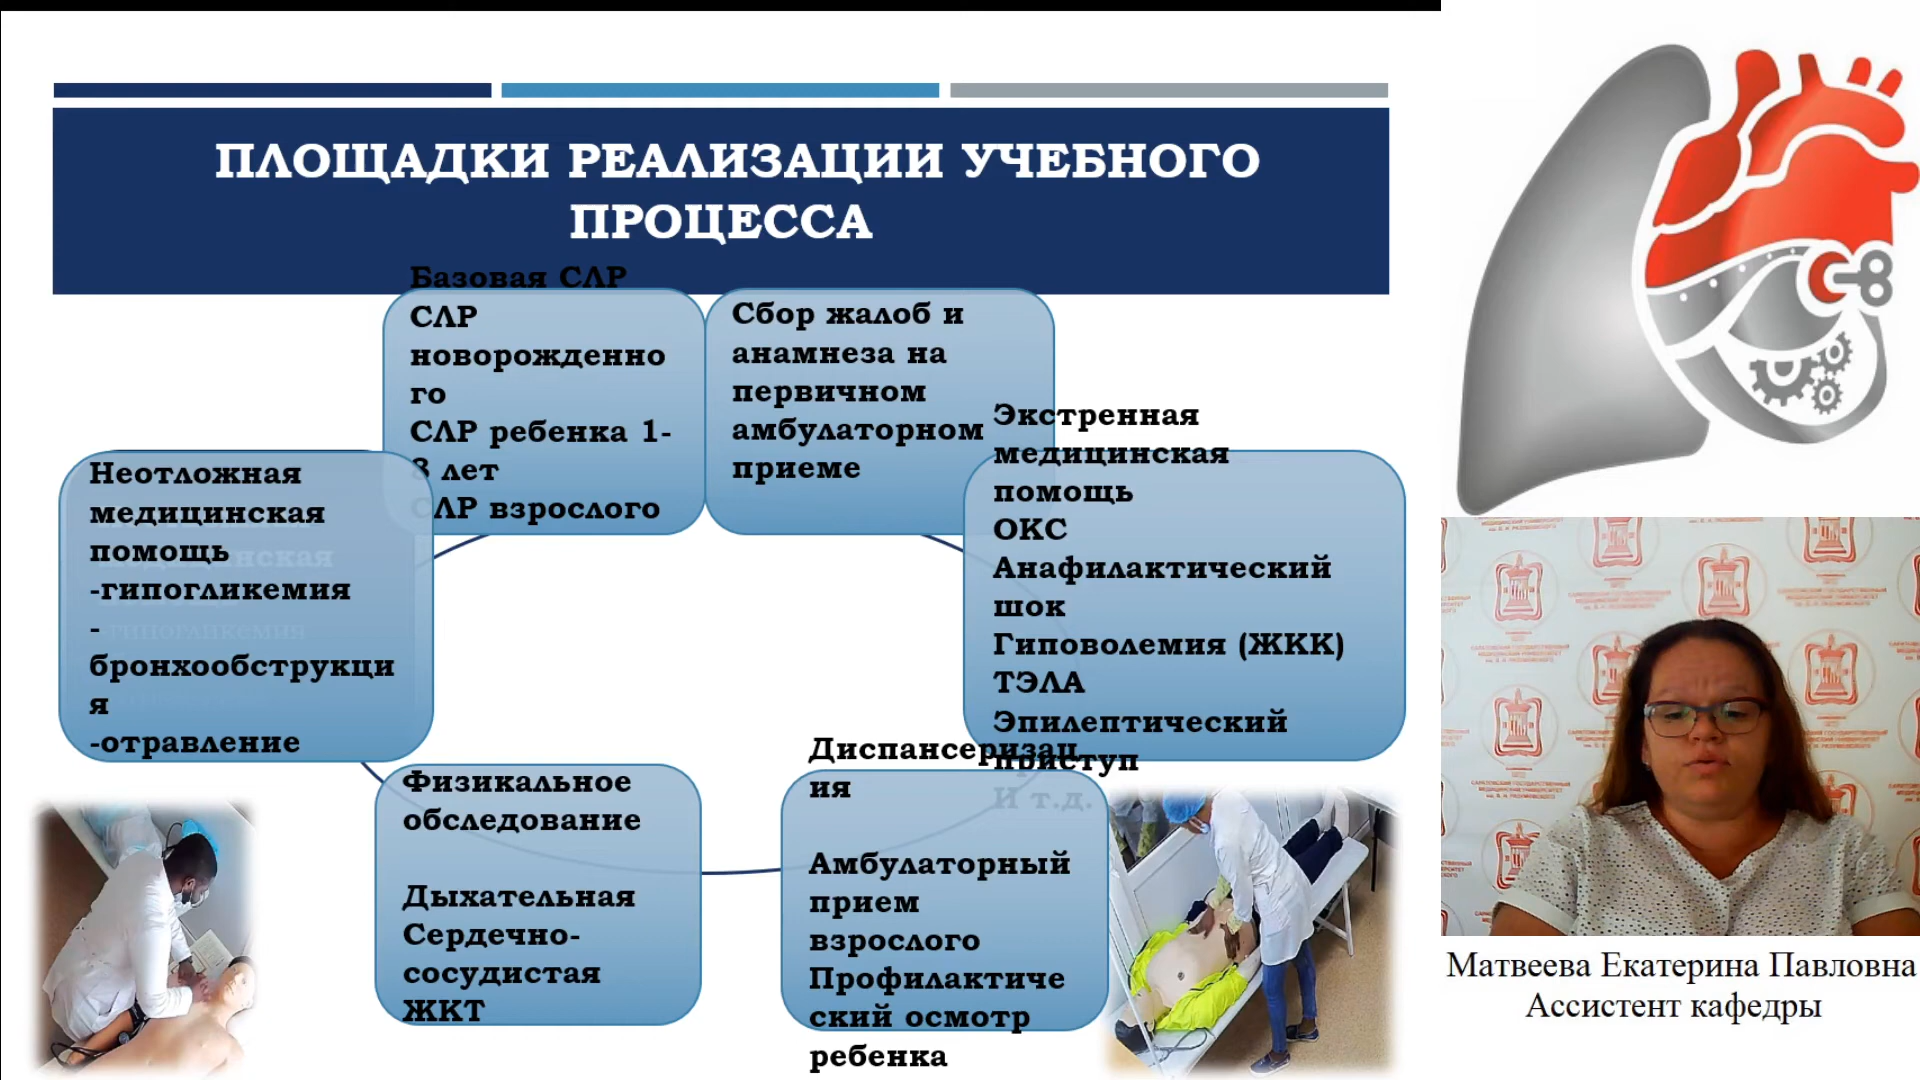 ПЛОЩАДКИ РЕАЛИЗАЦИИ УЧЕБНОГО
ПРОЦЕССА
Базовая СЛР
СЛР
новорожденно
го
СЛР ребенка 1-
8 лет
СЛР взрослого
Сбор жалоб и
анамнеза на
первичном
амбулаторном
приеме
Экстренная
медицинская
помощь
ОКС
Анафилактический
шок
Гиповолемия (ЖКК)
ТЭЛА
Эпилептический
приступ
И т.д.
Неотложная
медицинская
помощь
-гипогликемия
-
бронхообструкци
я
-отравление
Физикальное
обследование
Дыхательная
Сердечно-
сосудистая
ЖКТ
Диспансеризац
ия
Амбулаторный
прием
взрослого
Профилактиче
ский осмотр
ребенка
Матвеева Екатерина Павловна
Ассистент кафедры